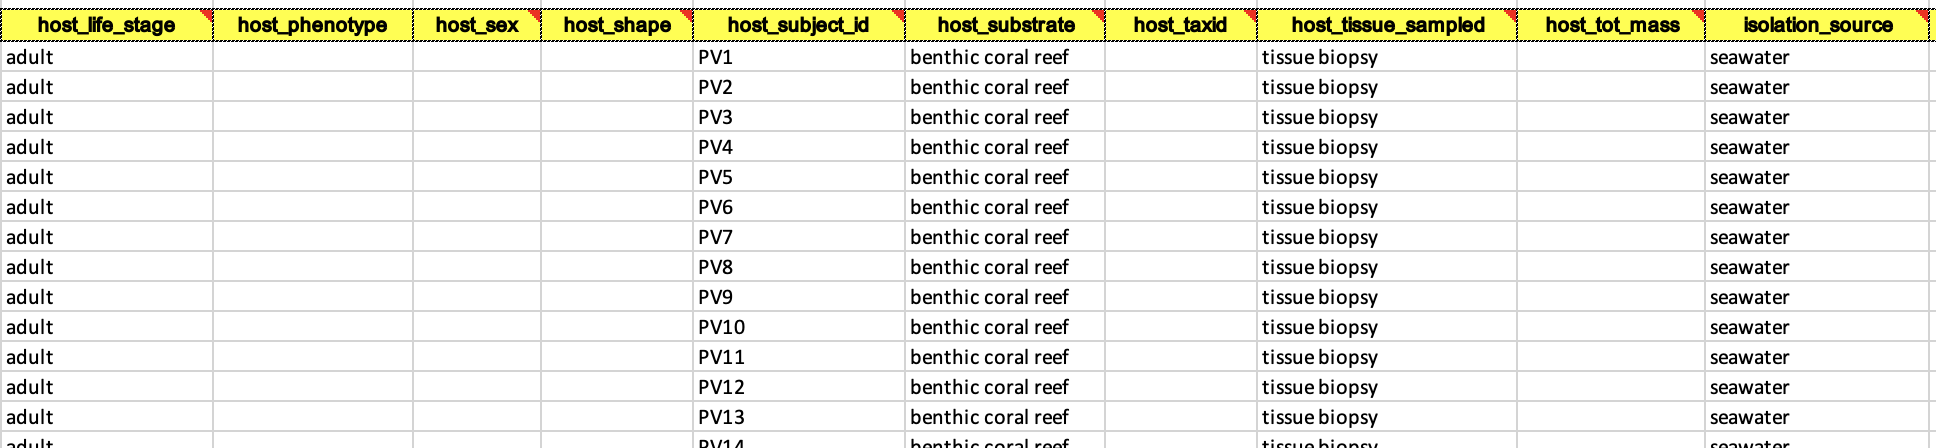 host_life_stage host_phenotype host_sex host_shape host_subject_id host_substrate host_taxid host_tissue_sampled host_tot_mass isolation_source
adult PV1 benthic coral reef tissue biopsy seawater
adult PV2 benthic coral reef tissue biopsy seawater
adult PV3 benthic coral reef tissue biopsy seawater
adult PV4 benthic coral reef tissue biopsy seawater
adult PV5 benthic coral reef tissue biopsy seawater
adult PV6 benthic coral reef tissue biopsy seawater
adult PV7 benthic coral reef tissue biopsy seawater
adult PV8 benthic coral reef tissue biopsy seawater
adult PV9 benthic coral reef tissue biopsy seawater
adult PV10 benthic coral reef tissue biopsy seawater
adult PV11 benthic coral reef tissue biopsy seawater
adult PV12 benthic coral reef tissue biopsy seawater
adult PV13 benthic coral reef tissue biopsy seawater
adult PV14 benthic coral reef tissue biopsy seawater